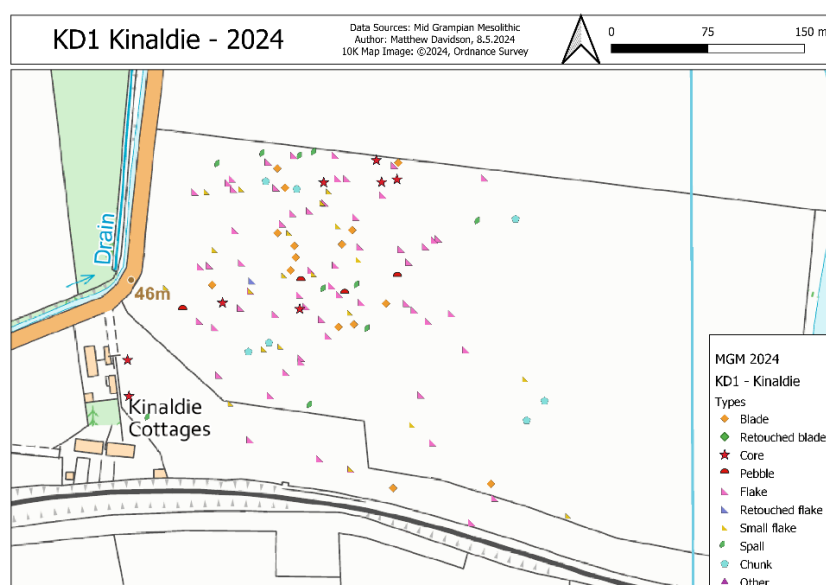 KD1 Kinaldie - 2024
Data Sources: Mid Grampian Mesolithic
Author: Matthew Davidson, 8.5.2024
10K Map Image: ©2024, Ordnance Survey
0 75 150 m
Drain
46m
Kinaldie
Cottages
MGM 2024
KD1 - Kinaldie
Types
Blade
Retouched blade
Core
Pebble
Flake
Retouched flake
Small flake
Spall
Chunk
Other